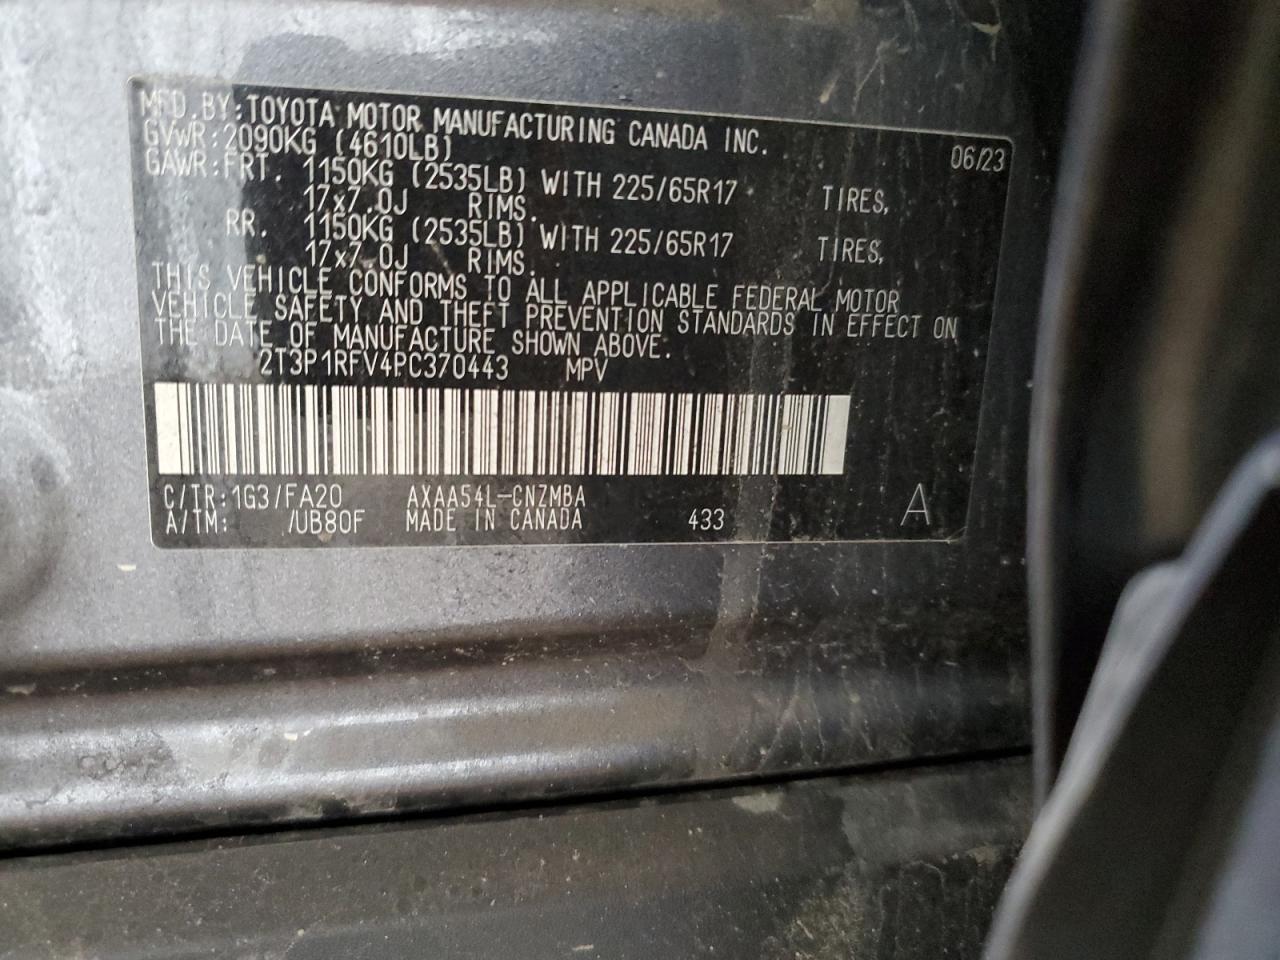 MFD. BY: TOYOTA MOTOR MANUFACTURING CANADA INC.
GVWR: 2090KG (4610LB) 06/23
GAWR: FRT. 1150KG (2535LB) WITH 225/65R17 TIRES,
17x7.0J RIMS.
RR. 1150KG (2535LB) WITH 225/65R17 TIRES,
17x7.0J RIMS.
THIS VEHICLE CONFORMS TO ALL APPLICABLE FEDERAL MOTOR
VEHICLE SAFETY AND THEFT PREVENTION STANDARDS IN EFFECT ON
THE DATE OF MANUFACTURE SHOWN ABOVE.
2T3P1RFV4PC370443 MPV
C/TR: 1G3/FA20 AXAA54L-CNZMBA A
A/TM: /UB80F MADE IN CANADA 433